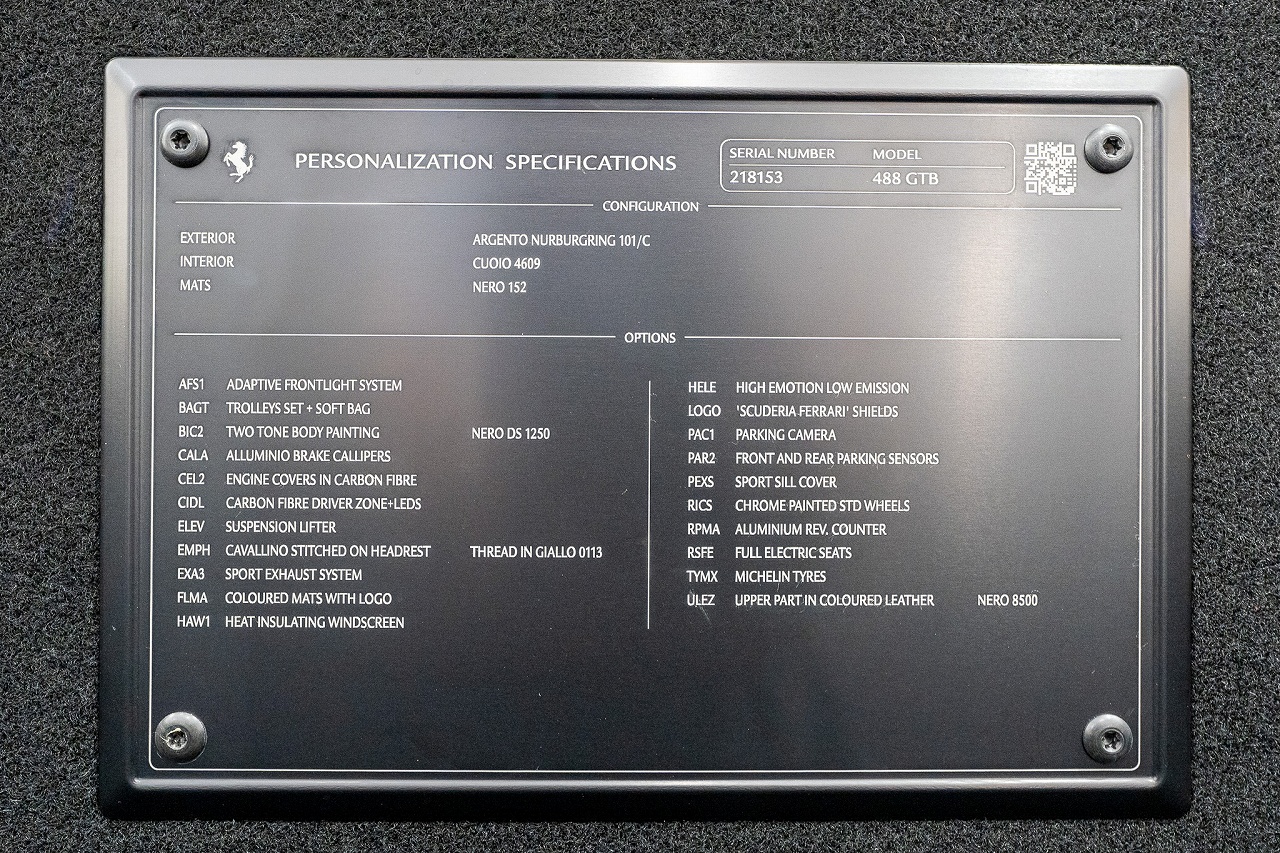 PERSONALIZATION SPECIFICATIONS
SERIAL NUMBER MODEL
218153 488 GTB
CONFIGURATION
EXTERIOR ARGENTO NURBURGRING 101/C
INTERIOR CUOIO 4609
MATS NERO 152
OPTIONS
AFS1 ADAPTIVE FRONTLIGHT SYSTEM
BAGT TROLLEYS SET + SOFT BAG
BIC2 TWO TONE BODY PAINTING NERO DS 1250
CALA ALLUMINIO BRAKE CALLIPERS
CEL2 ENGINE COVERS IN CARBON FIBRE
CIDL CARBON FIBRE DRIVER ZONE+LEDS
ELEV SUSPENSION LIFTER
EMPH CAVALLINO STITCHED ON HEADREST THREAD IN GIALLO 0113
EXA3 SPORT EXHAUST SYSTEM
FLMA COLOURED MATS WITH LOGO
HAW1 HEAT INSULATING WINDSCREEN
HELE HIGH EMOTION LOW EMISSION
LOGO 'SCUDERIA FERRARI' SHIELDS
PAC1 PARKING CAMERA
PAR2 FRONT AND REAR PARKING SENSORS
PEXS SPORT SILL COVER
RICS CHROME PAINTED STD WHEELS
RPMA ALUMINIUM REV. COUNTER
RSFE FULL ELECTRIC SEATS
TYMX MICHELIN TYRES
ULEZ UPPER PART IN COLOURED LEATHER NERO 8500